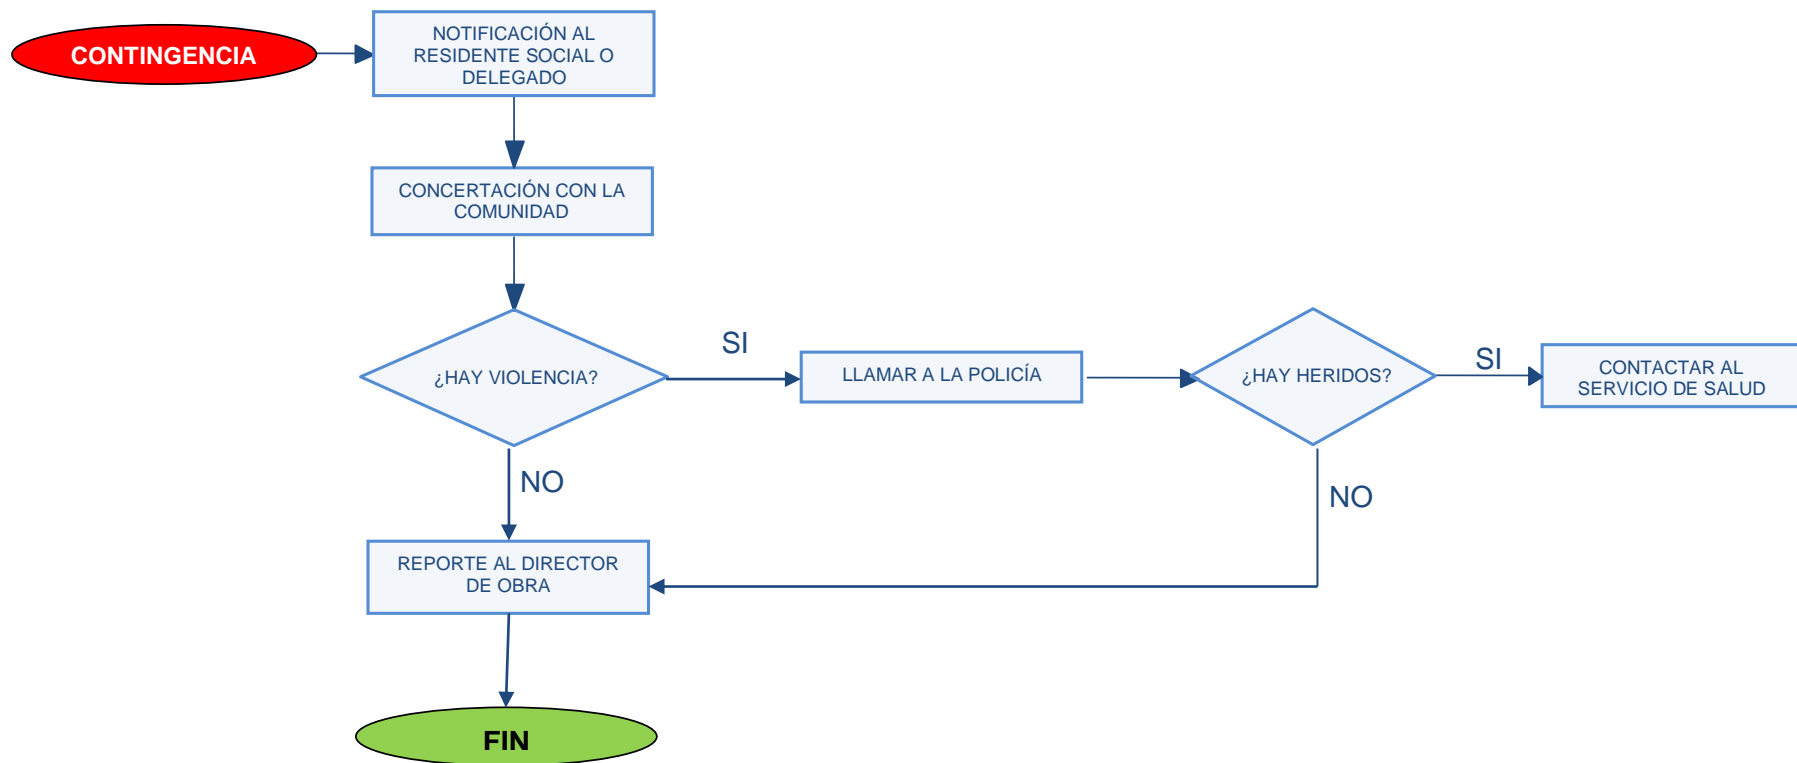 CONTINGENCIA
NOTIFICACIÓN AL
RESIDENTE SOCIAL O
DELEGADO
CONCERTACIÓN CON LA
COMUNIDAD
¿HAY VIOLENCIA?
SI
LLAMAR A LA POLICÍA
¿HAY HERIDOS?
SI
CONTACTAR AL
SERVICIO DE SALUD
NO
NO
REPORTE AL DIRECTOR
DE OBRA
FIN